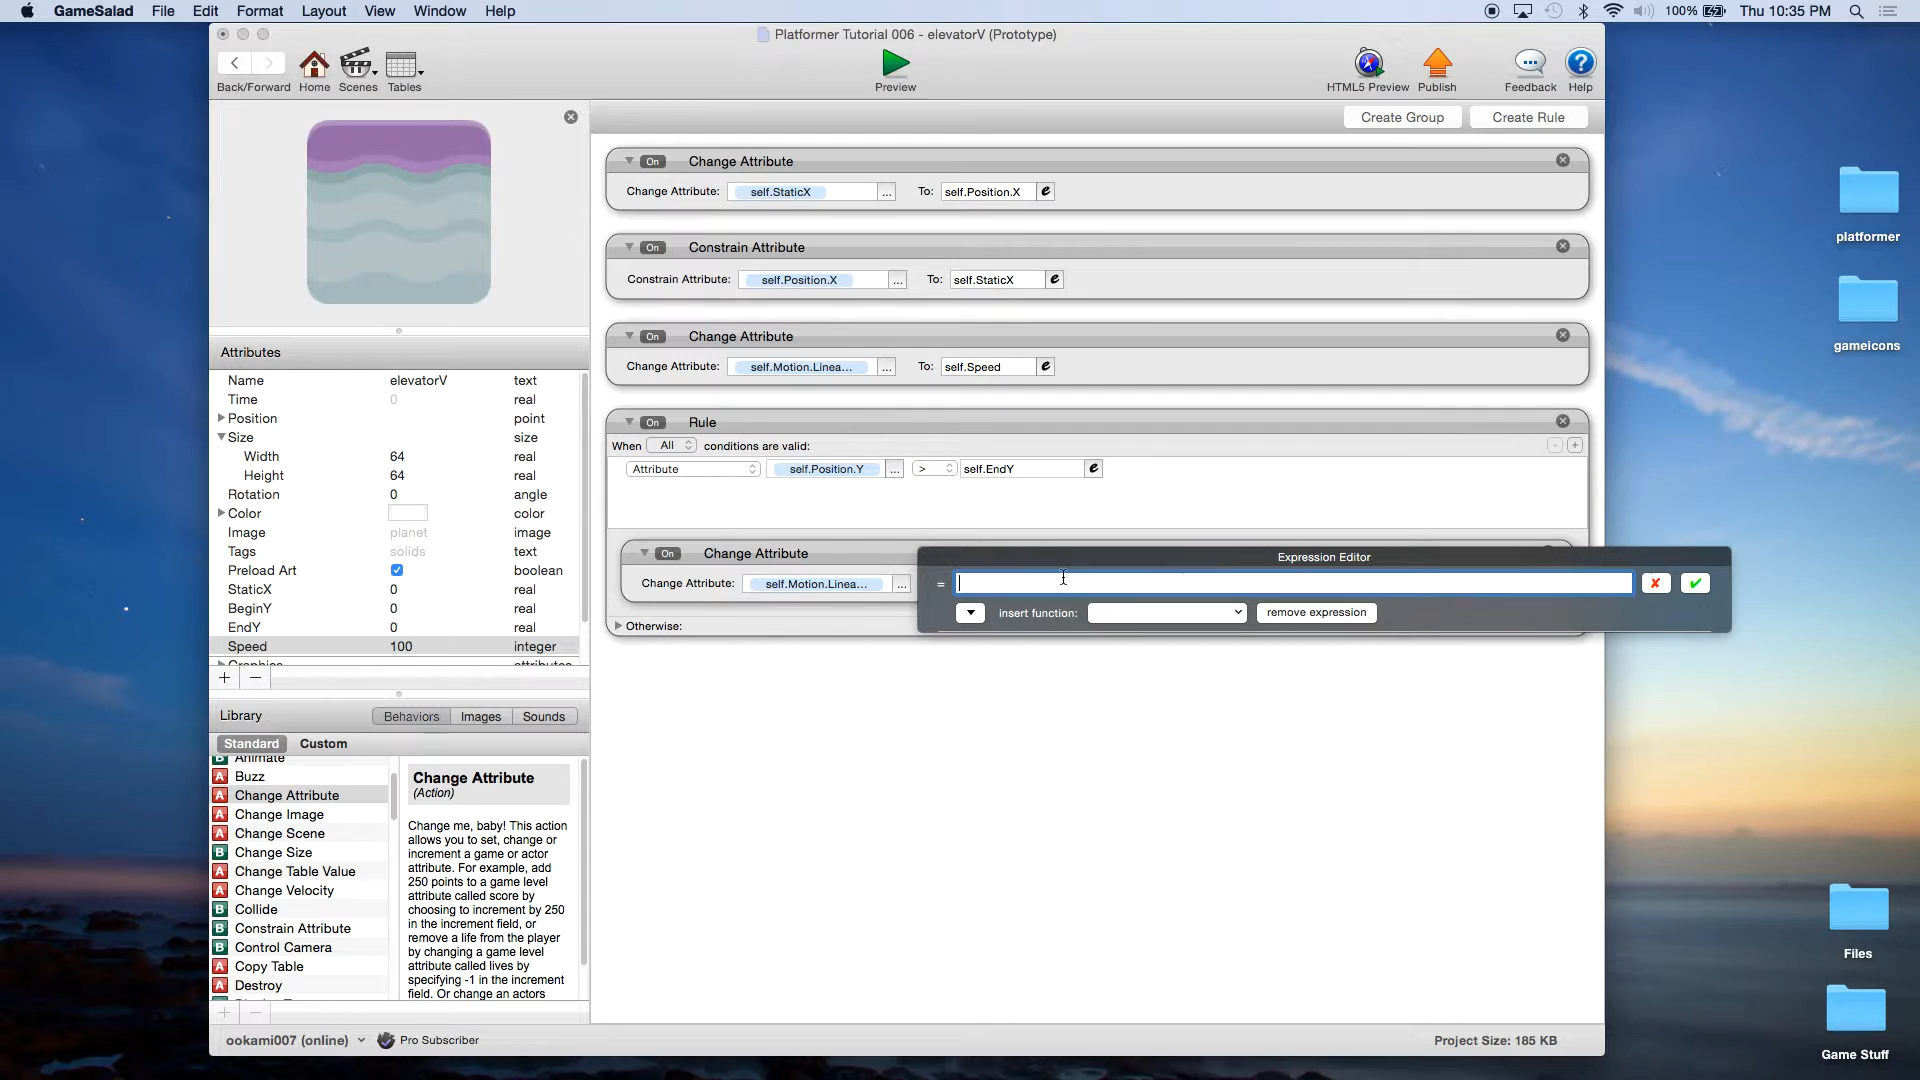 GameSalad File Edit Format Layout View Window Help 100% Thu 10:35 PM
Platformer Tutorial 006 - elevatorV (Prototype)
Back/Forward Home Scenes Tables Preview HTML5 Preview Publish Feedback Help
Create Group Create Rule
On Change Attribute
Change Attribute: self.StaticX ... To: self.Position.X e
On Constrain Attribute
Constrain Attribute: self.Position.X ... To: self.StaticX e
On Change Attribute
Change Attribute: self.Motion.Linea... ... To: self.Speed e
On Rule
When All conditions are valid:
Attribute self.Position.Y ... > self.EndY e
On Change Attribute
Change Attribute: self.Motion.Linea... ...
Otherwise:
Expression Editor
=
insert function: remove expression
Attributes
Name elevatorV text
Time 0 real
Position point
Size size
Width 64 real
Height 64 real
Rotation 0 angle
Color color
Image planet image
Tags solids text
Preload Art boolean
StaticX 0 real
BeginY 0 real
EndY 0 real
Speed 100 integer
Graphics attributes
Library Behaviors Images Sounds
Standard Custom
B Animate
A Buzz
A Change Attribute
A Change Image
A Change Scene
B Change Size
A Change Table Value
A Change Velocity
B Collide
B Constrain Attribute
B Control Camera
A Copy Table
A Destroy
Change Attribute
(Action)
Change me, baby! This action
allows you to set, change or
increment a game or actor
attribute. For example, add
250 points to a game level
attribute called score by
choosing to increment by 250
in the increment field, or
remove a life from the player
by changing a game level
attribute called lives by
specifying -1 in the increment
field. Or change an actors
ookami007 (online) Pro Subscriber Project Size: 185 KB
platformer
gameicons
Files
Game Stuff